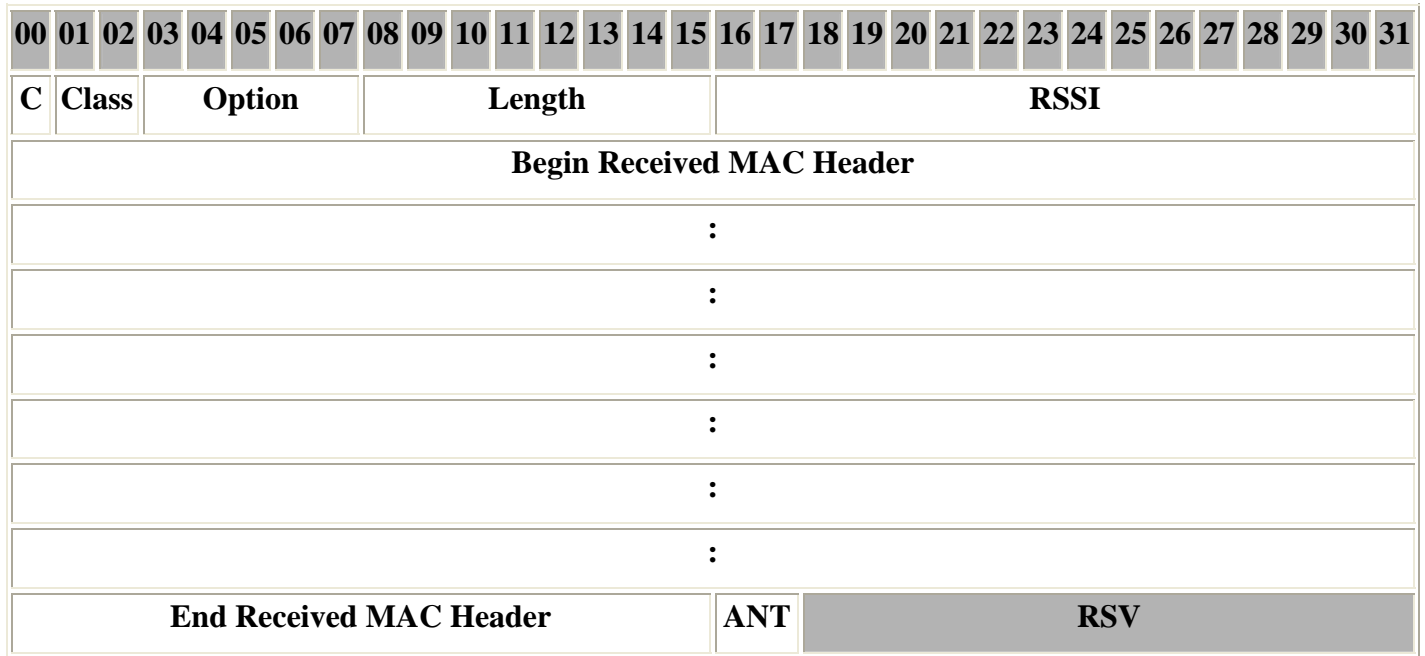 00 01 02 03 04 05 06 07 08 09 10 11 12 13 14 15 16 17 18 19 20 21 22 23 24 25 26 27 28 29 30 31
C Class Option Length RSSI
Begin Received MAC Header
:
:
:
:
:
:
End Received MAC Header ANT RSV